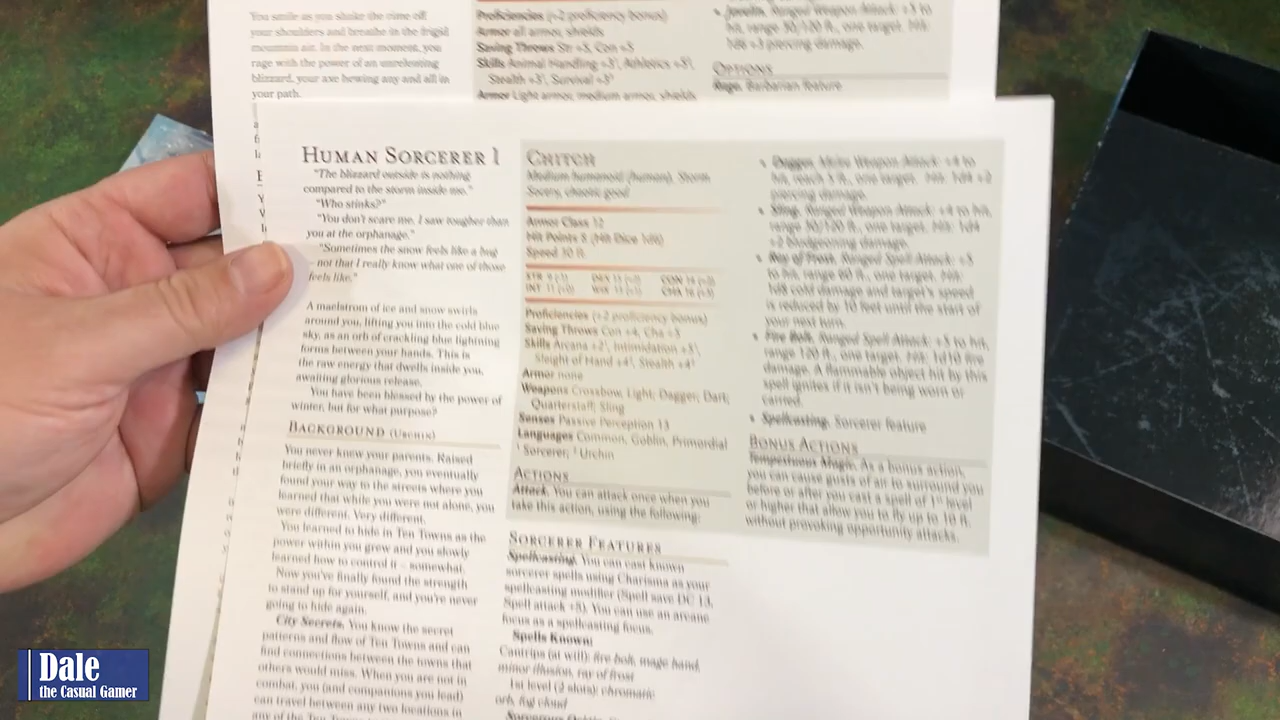 You smile as you shake the rime off
your shoulders and breathe in the frigid
mountain air. In the next moment, you
rage with the power of an unrelenting
blizzard, your axe hewing any and all in
your path.
Proficiencies (+2 proficiency bonus)
Armor all armor, shields
Saving Throws Str +5, Con +5
Skills Animal Handling +3¹, Athletics +5¹,
Stealth +3¹, Survival +3²
Armor Light armor, medium armor, shields
Javelin. Ranged Weapon Attack: +5 to
hit, range 30/120 ft., one target. Hit:
1d6 +3 piercing damage.
OPTIONS
Rage. Barbarian feature
HUMAN SORCERER 1
"The blizzard outside is nothing
compared to the storm inside me."
"Who stinks?"
"You don't scare me, I saw tougher than
you at the orphanage."
"Sometimes the snow feels like a hug
– not that I really know what one of those
feels like."
A maelstrom of ice and snow swirls
around you, lifting you into the cold blue
sky, as an orb of crackling blue lightning
forms between your hands. This is
the raw energy that dwells inside you,
awaiting glorious release.
You have been blessed by the power of
winter, but for what purpose?
BACKGROUND (URCHIN)
You never knew your parents. Raised
briefly in an orphanage, you eventually
found your way to the streets where you
learned that while you were not alone, you
were different. Very different.
You learned to hide in Ten Towns as the
power within you grew and you slowly
learned how to control it – somewhat.
Now you've finally found the strength
to stand up for yourself, and you're never
going to hide again.
City Secrets. You know the secret
patterns and flow of Ten Towns and can
find connections between the towns that
others would miss. When you are not in
combat, you (and companions you lead)
can travel between any two locations in
any of the Ten Towns
CHITCH
Medium humanoid (human), Storm
Sorcery, chaotic good
Armor Class 12
Hit Points 8 (Hit Dice 1d6)
Speed 30 ft.
STR DEX CON
INT WIS CHA
Proficiencies (+2 proficiency bonus)
Saving Throws Con +4, Cha +5
Skills Arcana +2¹, Intimidation +5¹,
Sleight of Hand +4², Stealth +4²
Armor none
Weapons Crossbow, Light; Dagger; Dart;
Quarterstaff; Sling
Senses Passive Perception 13
Languages Common, Goblin, Primordial
¹ Sorcerer; ² Urchin
ACTIONS
Attack. You can attack once when you
take this action, using the following:
Dagger. Melee Weapon Attack: +4 to
hit, reach 5 ft., one target. Hit: 1d4 +2
piercing damage.
Sling. Ranged Weapon Attack: +4 to hit,
range 30/120 ft., one target. Hit: 1d4
+2 bludgeoning damage.
Ray of Frost. Ranged Spell Attack: +5
to hit, range 60 ft., one target. Hit:
1d8 cold damage and target's speed
is reduced by 10 feet until the start of
your next turn.
Fire Bolt. Ranged Spell Attack: +5 to hit,
range 120 ft., one target. Hit: 1d10 fire
damage. A flammable object hit by this
spell ignites if it isn't being worn or
carried.
Spellcasting. Sorcerer feature
BONUS ACTIONS
Tempestuous Magic. As a bonus action,
you can cause gusts of air to surround you
before or after you cast a spell of 1st level
or higher that allow you to fly up to 10 ft.
without provoking opportunity attacks.
SORCERER FEATURES
Spellcasting. You can cast known
sorcerer spells using Charisma as your
spellcasting modifier (Spell save DC 13,
Spell attack +5). You can use an arcane
focus as a spellcasting focus.
Spells Known:
Cantrips (at will): fire bolt, mage hand,
minor illusion, ray of frost
1st level (2 slots): chromatic
orb, fog cloud
Dale
the Casual Gamer